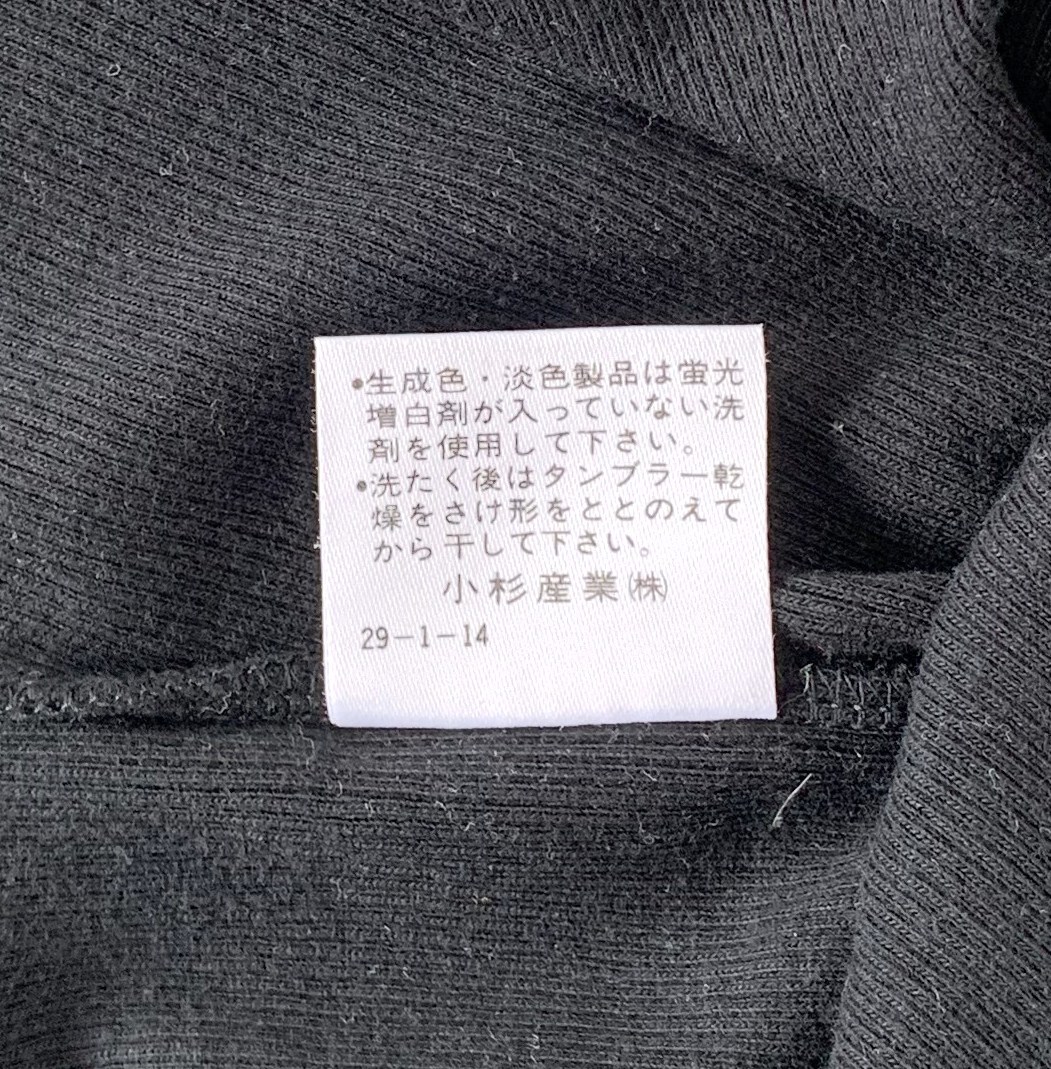 •生成色・淡色製品は蛍光
増白剤が入っていない洗
剤を使用して下さい。
•洗たく後はタンブラー乾
燥をさけ形をととのえて
から干して下さい。
小杉産業㈱
29-1-14